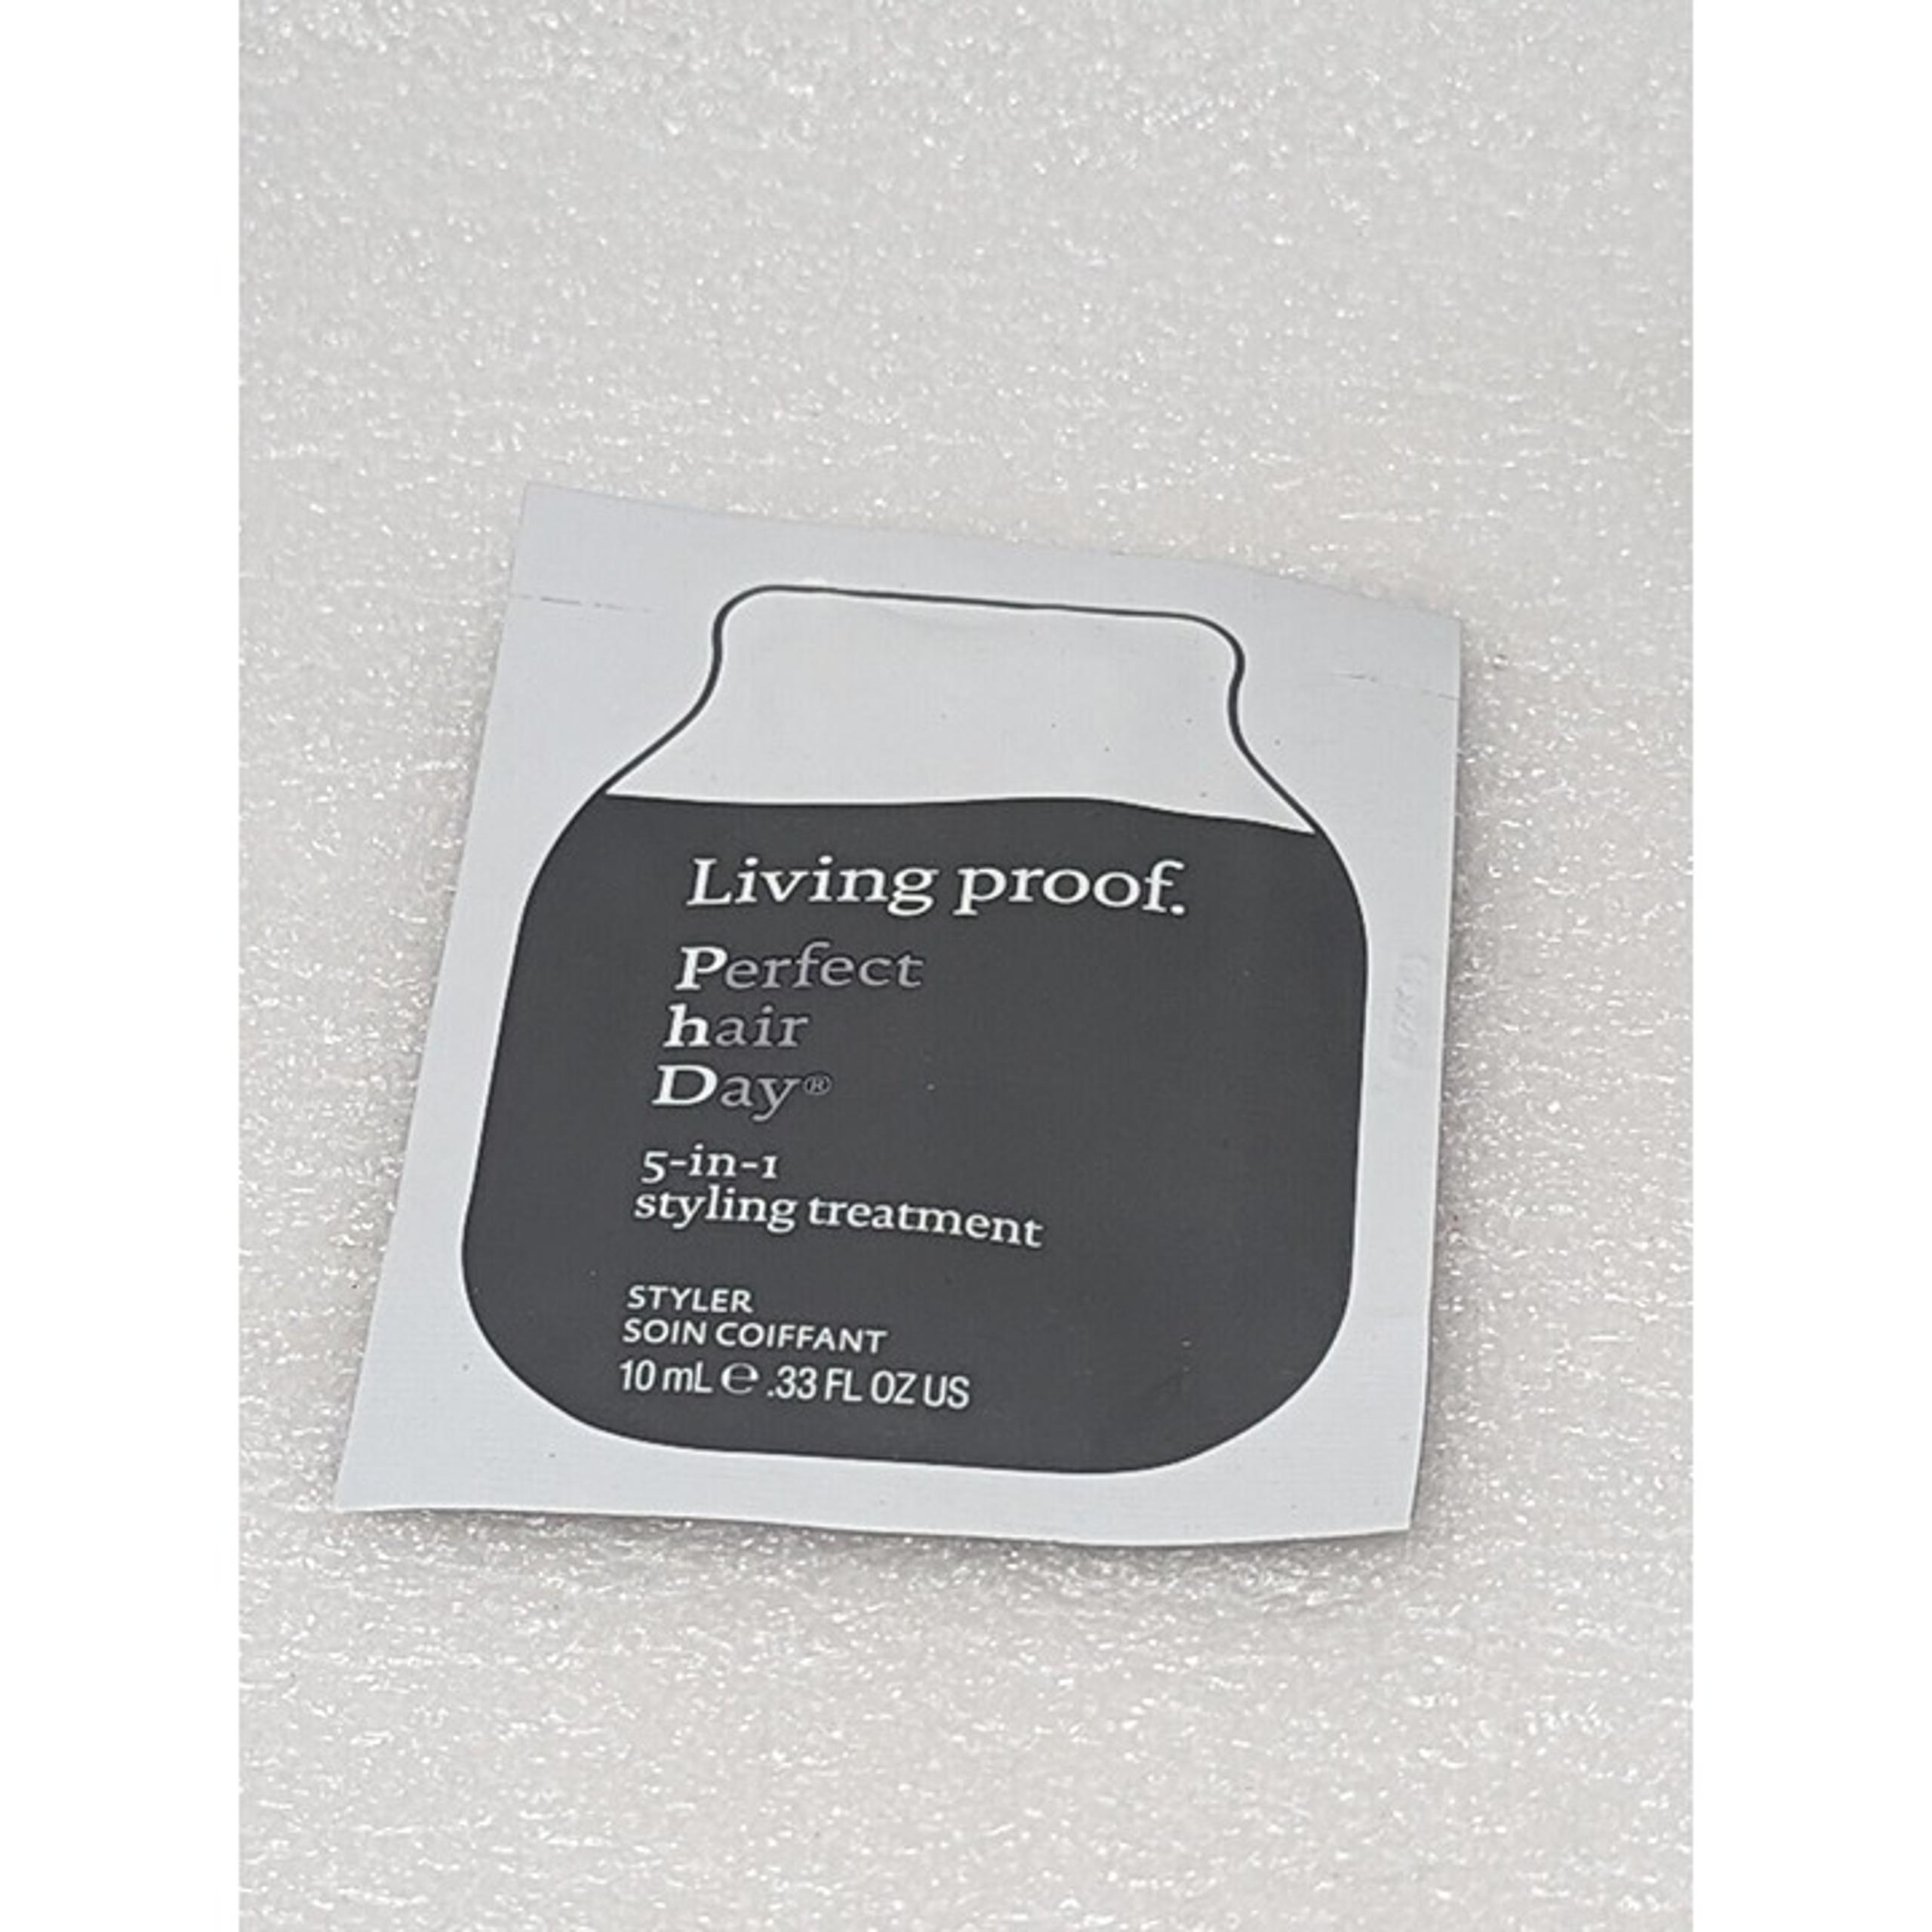 Living proof.
Perfect
hair
Day®
5-in-1
styling treatment
STYLER
SOIN COIFFANT
10 mL ℮ .33 FL OZ US